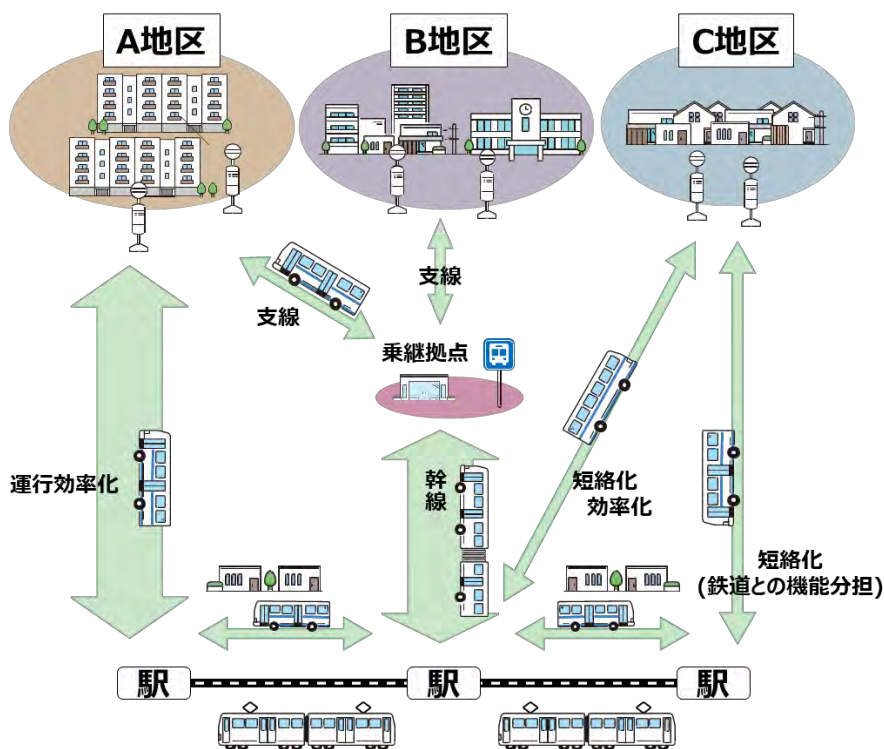 A地区
B地区
C地区
支線
支線
乗継拠点
運行効率化
幹
線
短絡化
効率化
短絡化
(鉄道との機能分担)
駅
駅
駅